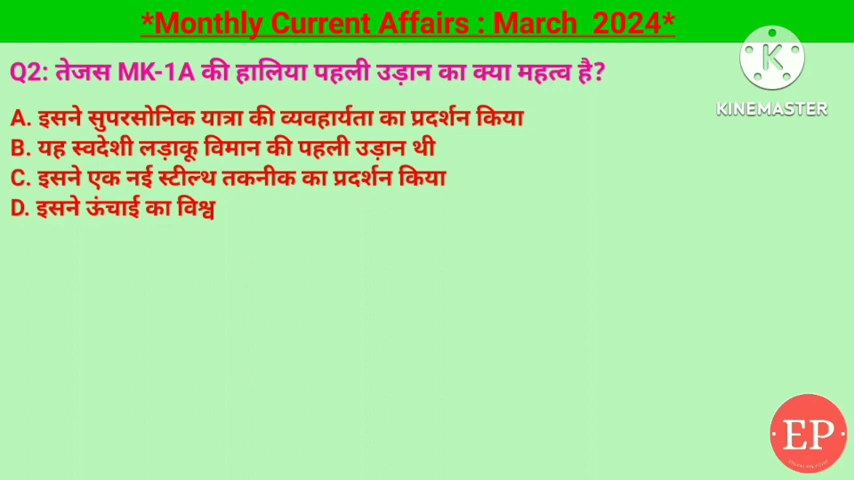 *Monthly Current Affairs : March 2024*
Q2: तेजस MK-1A की हालिया पहली उड़ान का क्या महत्व है?
KINEMASTER
A. इसने सुपरसोनिक यात्रा की व्यवहार्यता का प्रदर्शन किया
B. यह स्वदेशी लड़ाकू विमान की पहली उड़ान थी
C. इसने एक नई स्टील्थ तकनीक का प्रदर्शन किया
D. इसने ऊंचाई का विश्व
EP